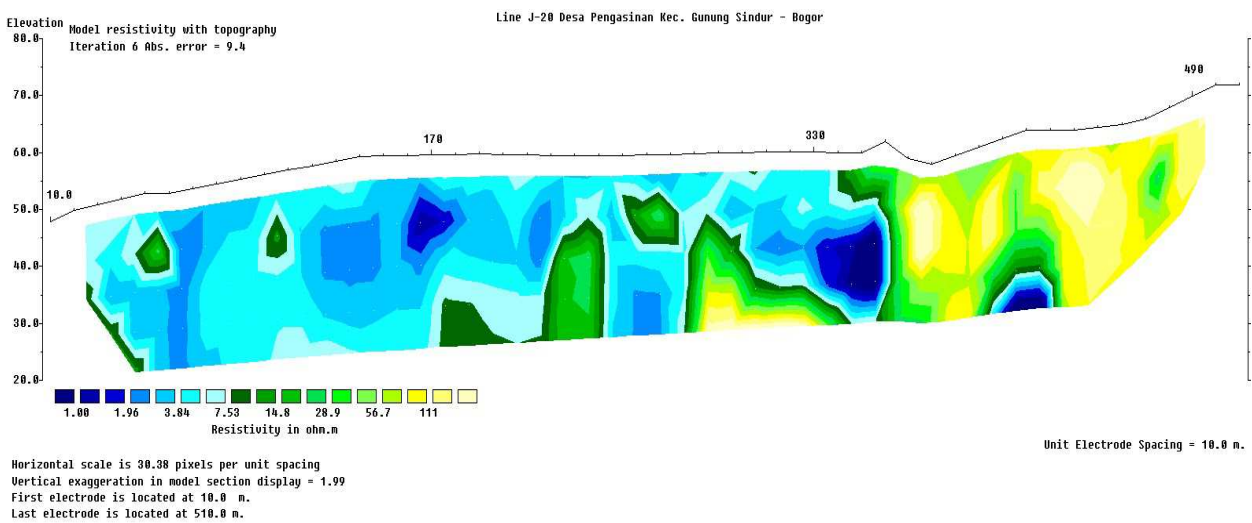 Line J-20 Desa Pengasinan Kec. Gunung Sindur - Bogor
Elevation
Model resistivity with topography
Iteration 6 Abs. error = 9.4
80.0
70.0
60.0
50.0
40.0
30.0
20.0
10.0
170
330
490
1.00 1.96 3.84 7.53 14.8 28.9 56.7 111
Resistivity in ohm.m
Unit Electrode Spacing = 10.0 m.
Horizontal scale is 30.38 pixels per unit spacing
Vertical exaggeration in model section display = 1.99
First electrode is located at 10.0 m.
Last electrode is located at 510.0 m.